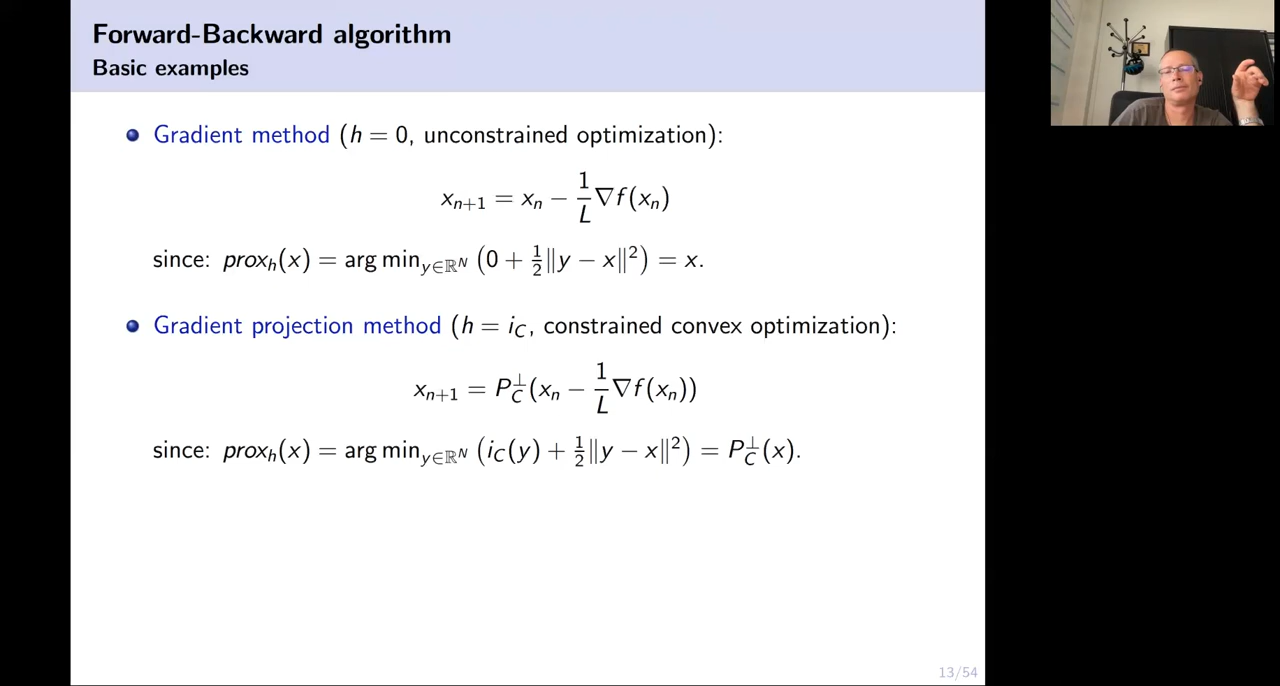 Forward-Backward algorithm
Basic examples
Gradient method (h = 0, unconstrained optimization):
x_{n+1} = x_n − \frac{1}{L}∇f(x_n)
since: prox_h(x) = arg min_{y∈ℝ^N} (0 + ½‖y − x‖²) = x.
Gradient projection method (h = i_C, constrained convex optimization):
x_{n+1} = P_C^⊥(x_n − \frac{1}{L}∇f(x_n))
since: prox_h(x) = arg min_{y∈ℝ^N} (i_C(y) + ½‖y − x‖²) = P_C^⊥(x).
13/54